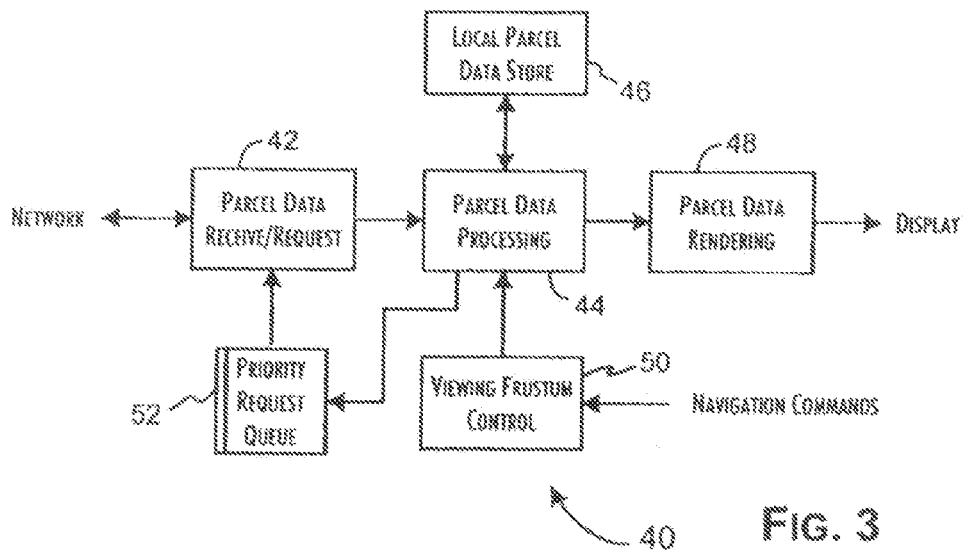 LOCAL PARCEL
DATA STORE
46
42
48
NETWORK
PARCEL DATA
RECEIVE/REQUEST
PARCEL DATA
PROCESSING
PARCEL DATA
RENDERING
DISPLAY
44
52
PRIORITY
REQUEST
QUEUE
VIEWING FRUSTUM
CONTROL
50
NAVIGATION COMMANDS
40
FIG. 3